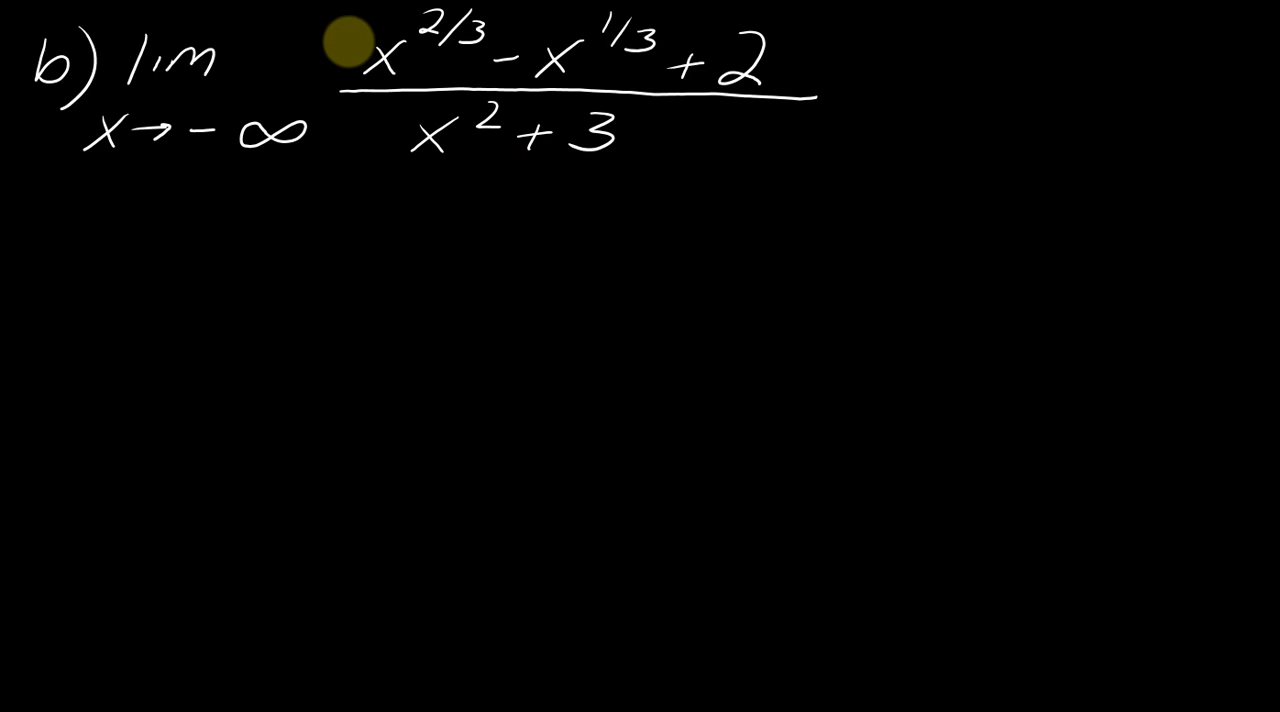 b) lim x^{2/3} - x^{1/3} + 2
x → - ∞ x^2 + 3